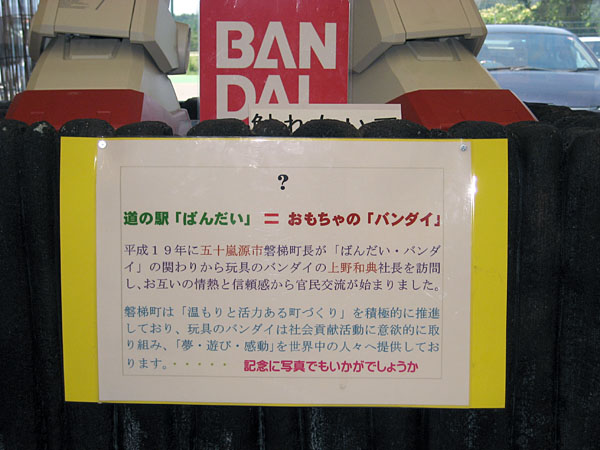 BAN
DAI
触れないで
?
道の駅「ばんだい」 = おもちゃの「バンダイ」
平成19年に五十嵐源市磐梯町長が「ばんだい・バンダ
イ」の関わりから玩具のバンダイの上野和典社長を訪問
し、お互いの情熱と信頼感から官民交流が始まりました。
磐梯町は「温もりと活力ある町づくり」を積極的に推進
しており、玩具のバンダイは社会貢献活動に意欲的に取
り組み、「夢・遊び・感動」を世界中の人々へ提供してお
ります。・・・・・ 記念に写真でもいかがでしょうか